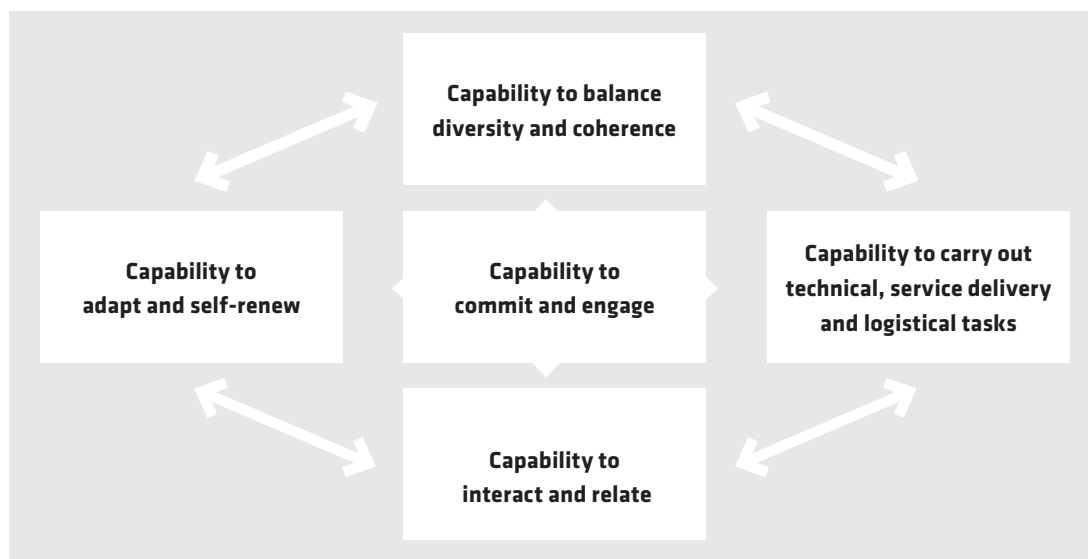 Capability to balance
diversity and coherence
Capability to
adapt and self-renew
Capability to
commit and engage
Capability to carry out
technical, service delivery
and logistical tasks
Capability to
interact and relate